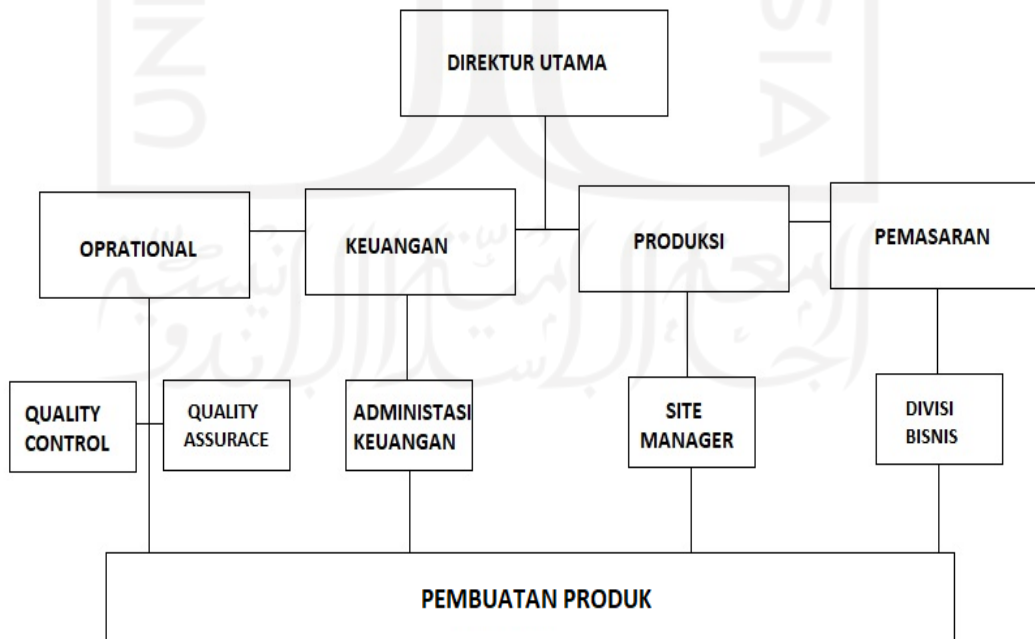 DIREKTUR UTAMA
OPRATIONAL
KEUANGAN
PRODUKSI
PEMASARAN
QUALITY
CONTROL
QUALITY
ASSURACE
ADMINISTASI
KEUANGAN
SITE
MANAGER
DIVISI
BISNIS
PEMBUATAN PRODUK